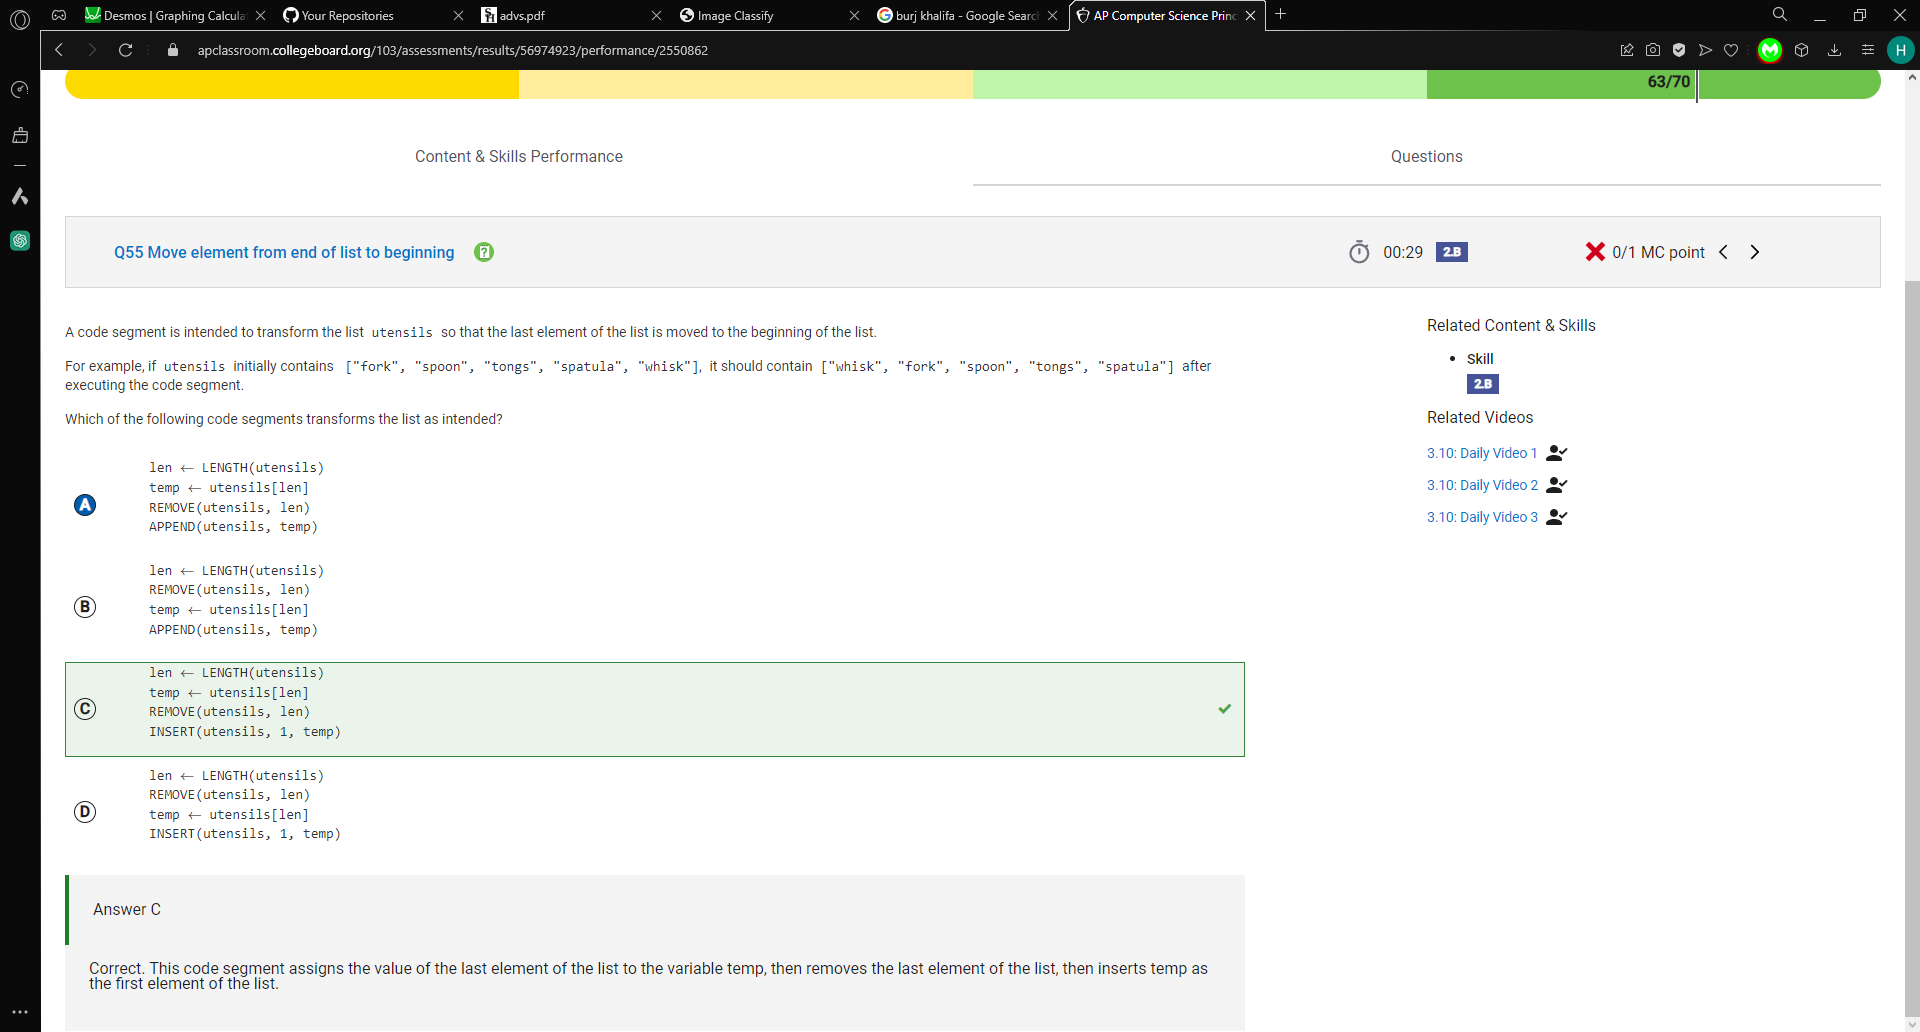 Desmos | Graphing Calcula
Your Repositories
advs.pdf
Image Classify
burj khalifa - Google Searc
AP Computer Science Princ
apclassroom.collegeboard.org/103/assessments/results/56974923/performance/2550862
H
63/70
Content & Skills Performance
Questions
Q55 Move element from end of list to beginning
00:29
2.B
0/1 MC point
A code segment is intended to transform the list utensils so that the last element of the list is moved to the beginning of the list.
For example, if utensils initially contains ["fork", "spoon", "tongs", "spatula", "whisk"], it should contain ["whisk", "fork", "spoon", "tongs", "spatula"] after
executing the code segment.
Which of the following code segments transforms the list as intended?
A
len ← LENGTH(utensils)
temp ← utensils[len]
REMOVE(utensils, len)
APPEND(utensils, temp)
B
len ← LENGTH(utensils)
REMOVE(utensils, len)
temp ← utensils[len]
APPEND(utensils, temp)
C
len ← LENGTH(utensils)
temp ← utensils[len]
REMOVE(utensils, len)
INSERT(utensils, 1, temp)
D
len ← LENGTH(utensils)
REMOVE(utensils, len)
temp ← utensils[len]
INSERT(utensils, 1, temp)
Answer C
Correct. This code segment assigns the value of the last element of the list to the variable temp, then removes the last element of the list, then inserts temp as
the first element of the list.
Related Content & Skills
• Skill
2.B
Related Videos
3.10: Daily Video 1
3.10: Daily Video 2
3.10: Daily Video 3